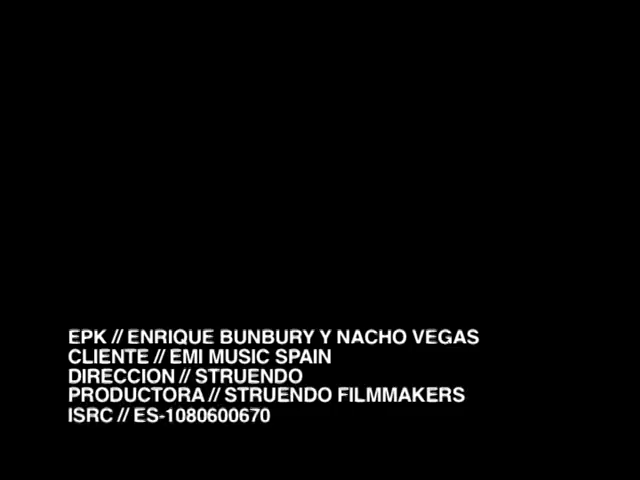 EPK // ENRIQUE BUNBURY Y NACHO VEGAS
CLIENTE // EMI MUSIC SPAIN
DIRECCION // STRUENDO
PRODUCTORA // STRUENDO FILMMAKERS
ISRC // ES-1080600670